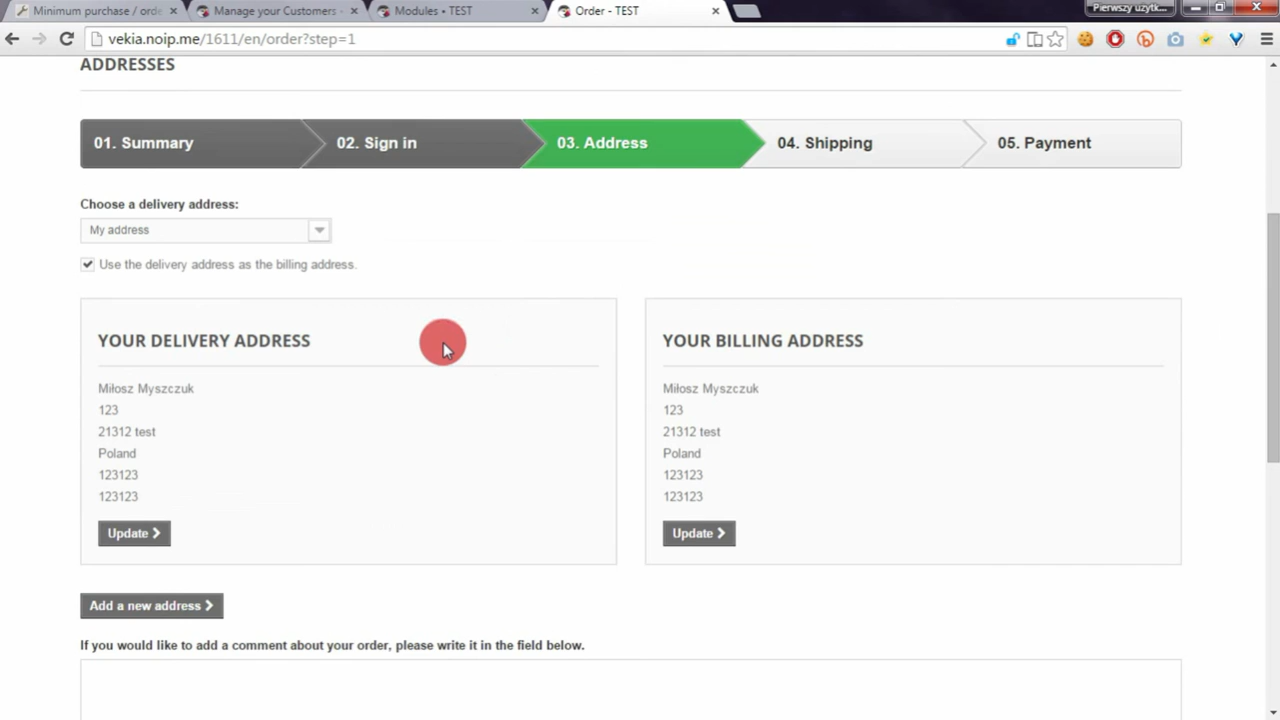 Minimum purchase / orde
Manage your Customers -
Modules • TEST
Order - TEST
Pierwszy użytk...
vekia.noip.me/1611/en/order?step=1
ADDRESSES
01. Summary
02. Sign in
03. Address
04. Shipping
05. Payment
Choose a delivery address:
My address
Use the delivery address as the billing address.
YOUR DELIVERY ADDRESS
Miłosz Myszczuk
123
21312 test
Poland
123123
123123
Update
YOUR BILLING ADDRESS
Miłosz Myszczuk
123
21312 test
Poland
123123
123123
Update
Add a new address
If you would like to add a comment about your order, please write it in the field below.